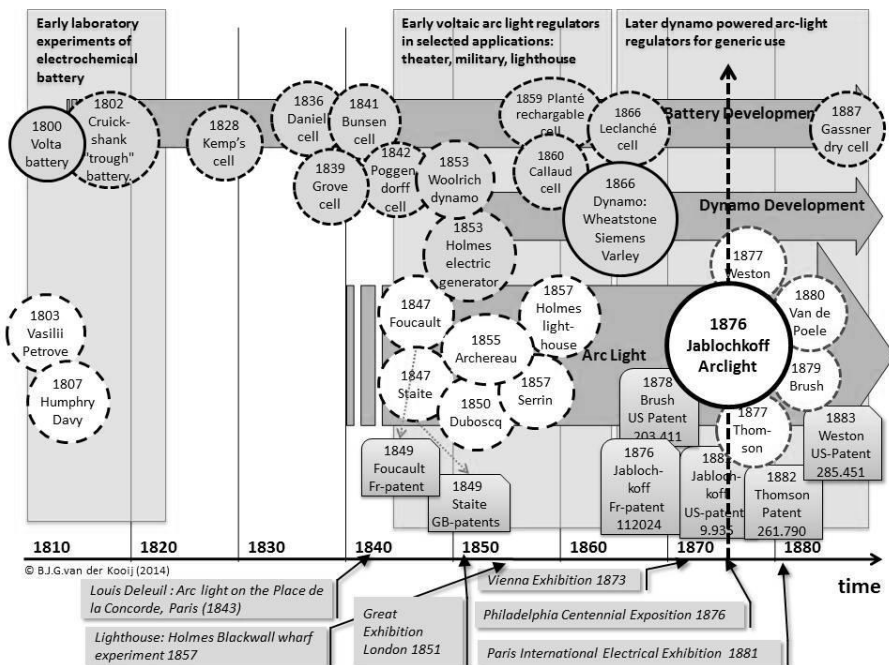 Early laboratory
experiments of
electrochemical
battery
Early voltaic arc light regulators
in selected applications:
theater, military, lighthouse
Later dynamo powered arc-light
regulators for generic use
1800
Volta
battery
1802
Cruick-
shank
"trough"
battery.
1828
Kemp's
cell
1836
Daniel
cell
1839
Grove
cell
1841
Bunsen
cell
1842
Poggen
dorff
cell
1853
Woolrich
dynamo
1859 Planté
rechargable
cell
1860
Callaud
cell
1866
Leclanché
cell
Battery Development
1887
Gassner
dry cell
1866
Dynamo:
Wheatstone
Siemens
Varley
Dynamo Development
1853
Holmes
electric
generator
1803
Vasilii
Petrove
1807
Humphry
Davy
1847
Foucault
1847
Staite
1855
Archereau
1850
Duboscq
1857
Holmes
light-
house
1857
Serrin
Arc Light
1876
Jablochkoff
Arclight
1877
Weston
1880
Van de
Poele
1879
Brush
1877
Thom-
son
1849
Foucault
Fr-patent
1849
Staite
GB-patents
1878
Brush
US Patent
203.411
1876
Jabloch-
koff
Fr-patent
112024
Jabloch-
koff
US-patent
9.935
1882
Thomson
Patent
261.790
1883
Weston
US-Patent
285.451
1810
1820
1830
1840
1850
1860
1870
1880
time
© B.J.G.van der Kooij (2014)
Louis Deleuil : Arc light on the Place de
la Concorde, Paris (1843)
Lighthouse: Holmes Blackwall wharf
experiment 1857
Great
Exhibition
London 1851
Vienna Exhibition 1873
Philadelphia Centennial Exposition 1876
Paris International Electrical Exhibition 1881